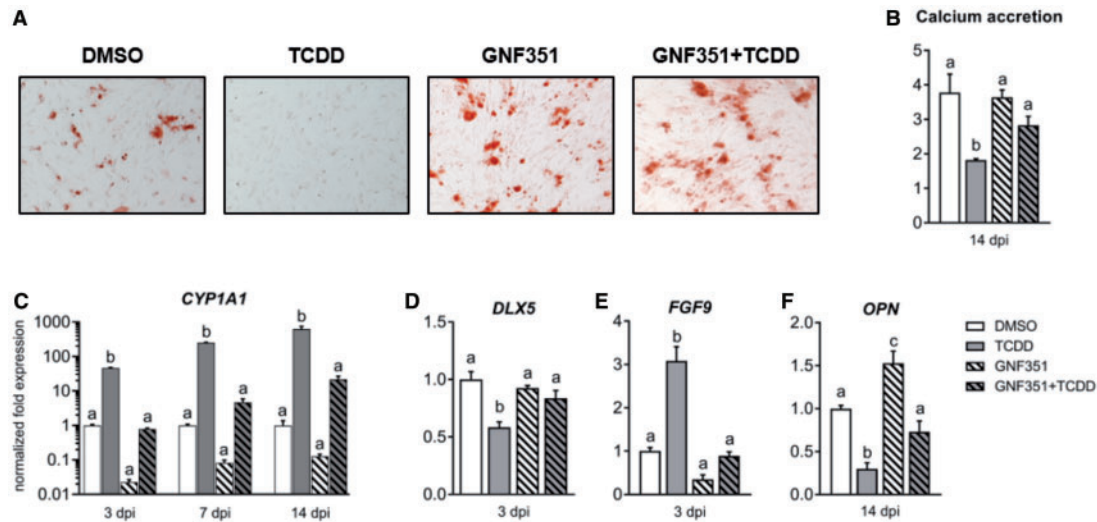 A
DMSO
TCDD
GNF351
GNF351+TCDD
B
Calcium accretion
5
4
3
2
1
0
a
b
a
a
14 dpi
C
CYP1A1
normalized fold expression
1000
100
10
1
0.1
0.01
a
b
a
a
a
b
a
a
a
b
a
a
3 dpi
7 dpi
14 dpi
D
DLX5
1.5
1.0
0.5
0.0
a
b
a
a
3 dpi
E
FGF9
4
3
2
1
0
a
b
a
a
3 dpi
F
OPN
2.0
1.5
1.0
0.5
0.0
a
b
c
a
14 dpi
DMSO
TCDD
GNF351
GNF351+TCDD